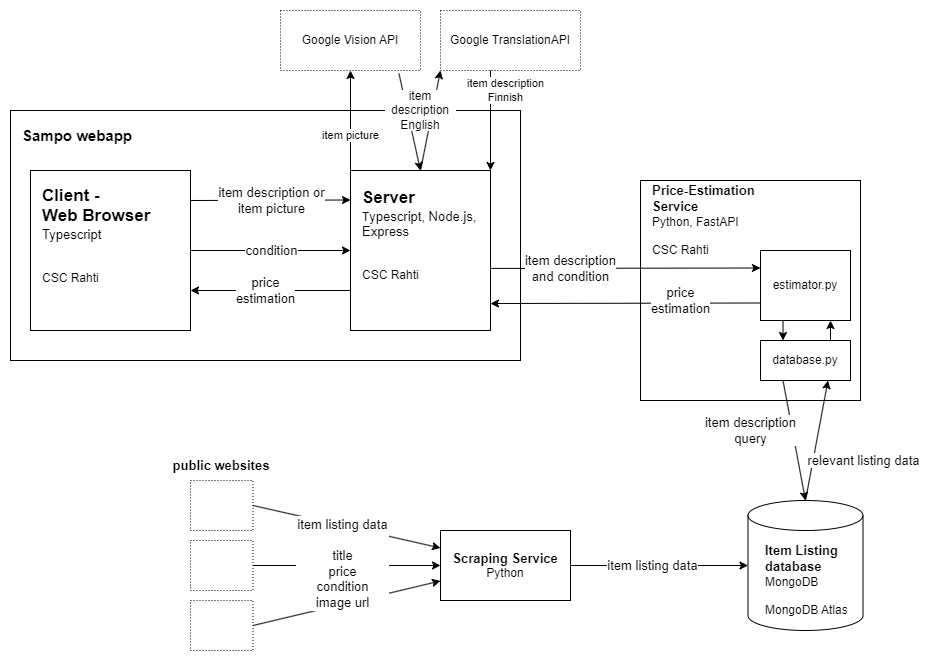 Google Vision API
Google TranslationAPI
item description
Finnish
item
description
English
item picture
Sampo webapp
Client -
Web Browser
Typescript
CSC Rahti
item description or
item picture
condition
price
estimation
Server
Typescript, Node.js,
Express
CSC Rahti
item description
and condition
price
estimation
Price-Estimation
Service
Python, FastAPI
CSC Rahti
estimator.py
database.py
item description
query
relevant listing data
public websites
item listing data
title
price
condition
image url
Scraping Service
Python
item listing data
Item Listing
database
MongoDB
MongoDB Atlas